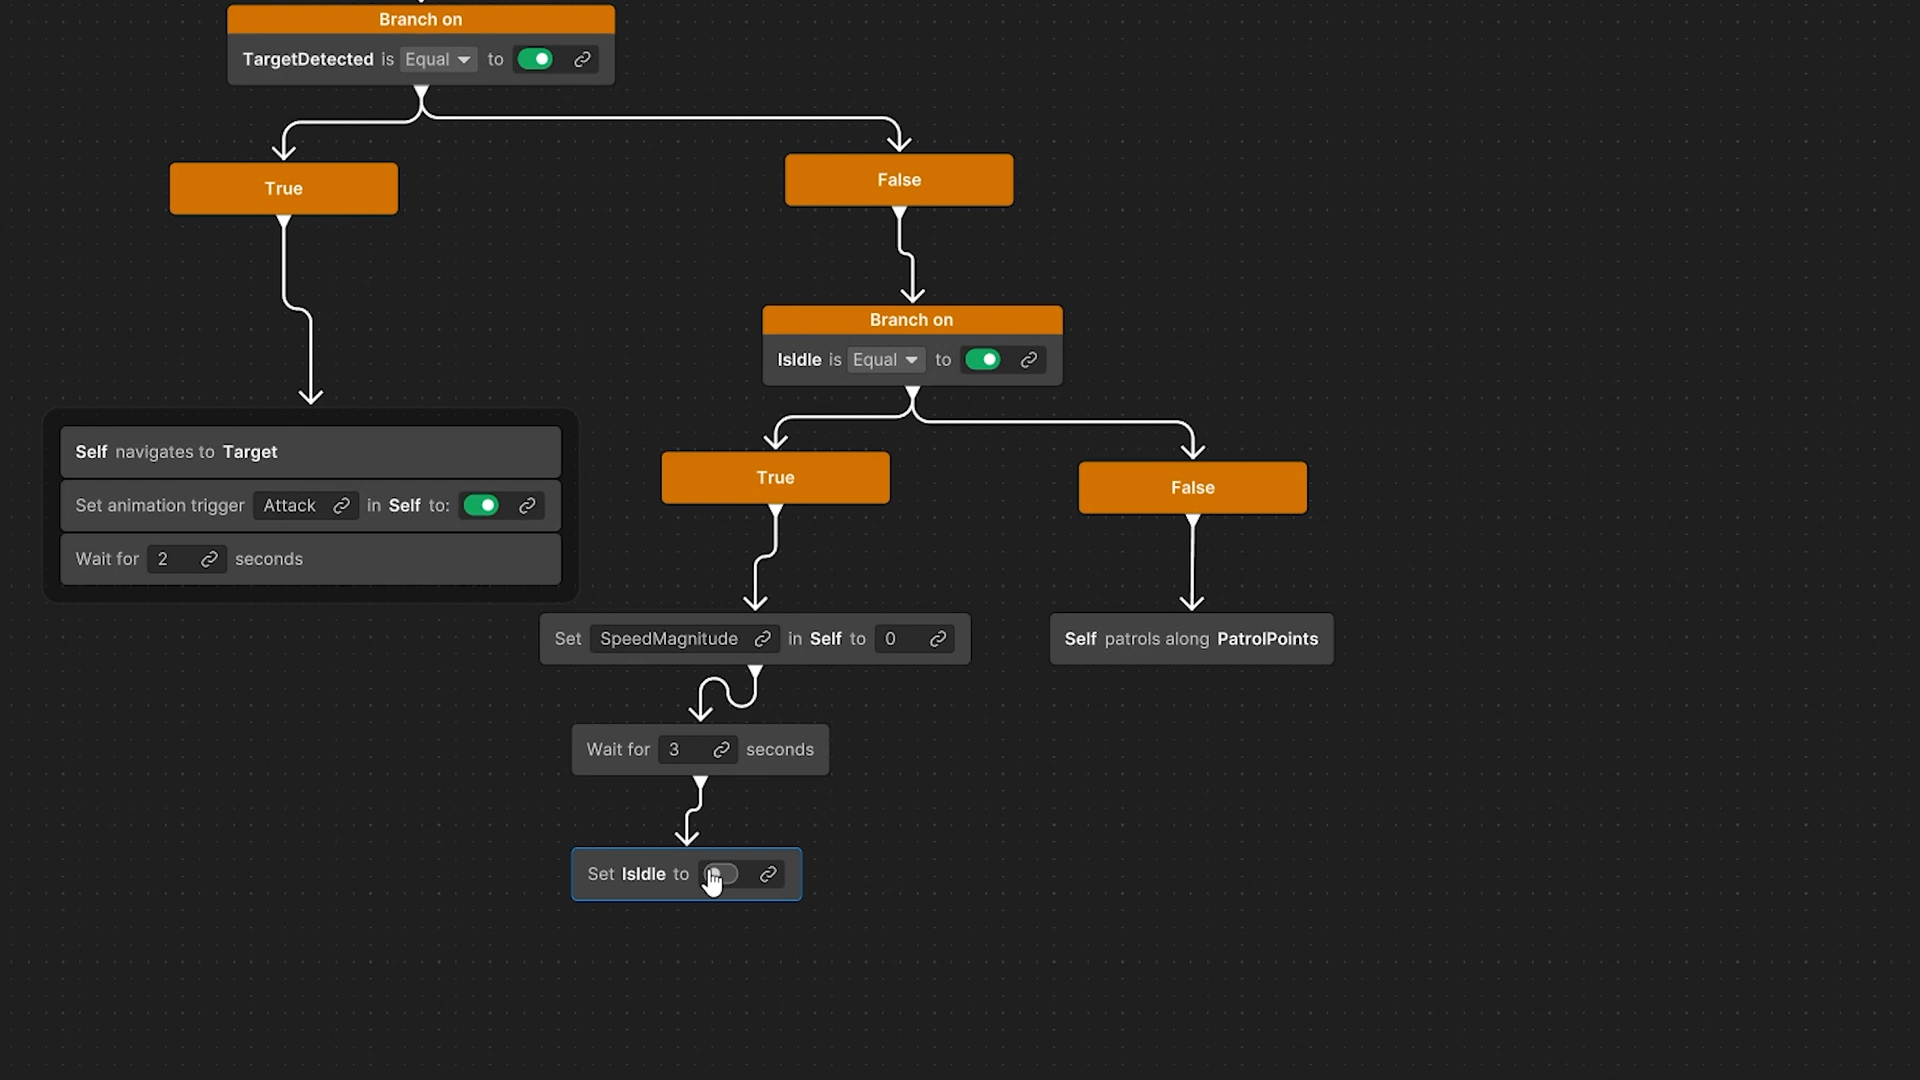 Branch on
TargetDetected is Equal to
True
False
Branch on
IsIdle is Equal to
Self navigates to Target
Set animation trigger Attack in Self to:
Wait for 2 seconds
True
False
Set SpeedMagnitude in Self to 0
Self patrols along PatrolPoints
Wait for 3 seconds
Set IsIdle to